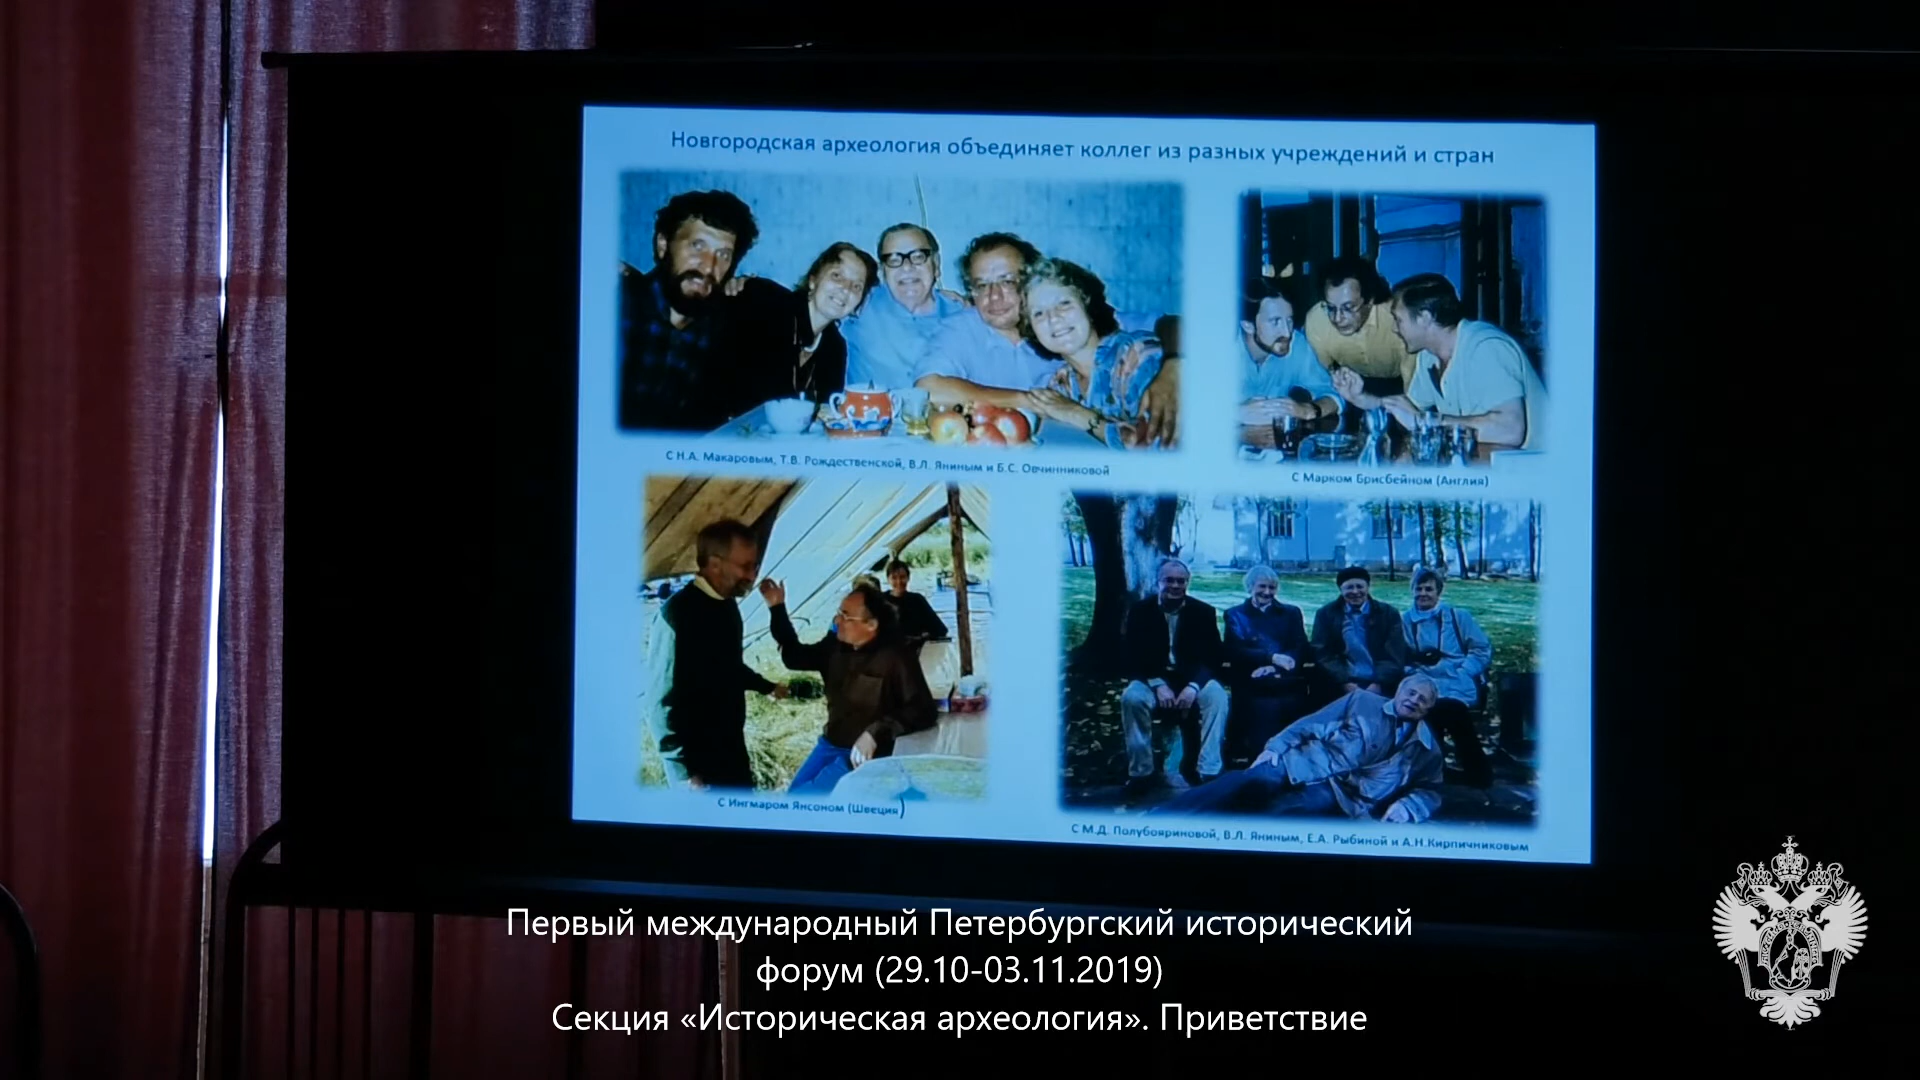 Новгородская археология объединяет коллег из разных учреждений и стран
С Н.А. Макаровым, Т.В. Рождественской, В.Л. Яниным и Б.С. Овчинниковой
С Марком Брисбейном (Англия)
С Ингмаром Янсоном (Швеция)
С М.Д. Полубояриновой, В.Л. Яниным, Е.А. Рыбиной и А.Н.Кирпичниковым
Первый международный Петербургский исторический
форум (29.10-03.11.2019)
Секция «Историческая археология». Приветствие